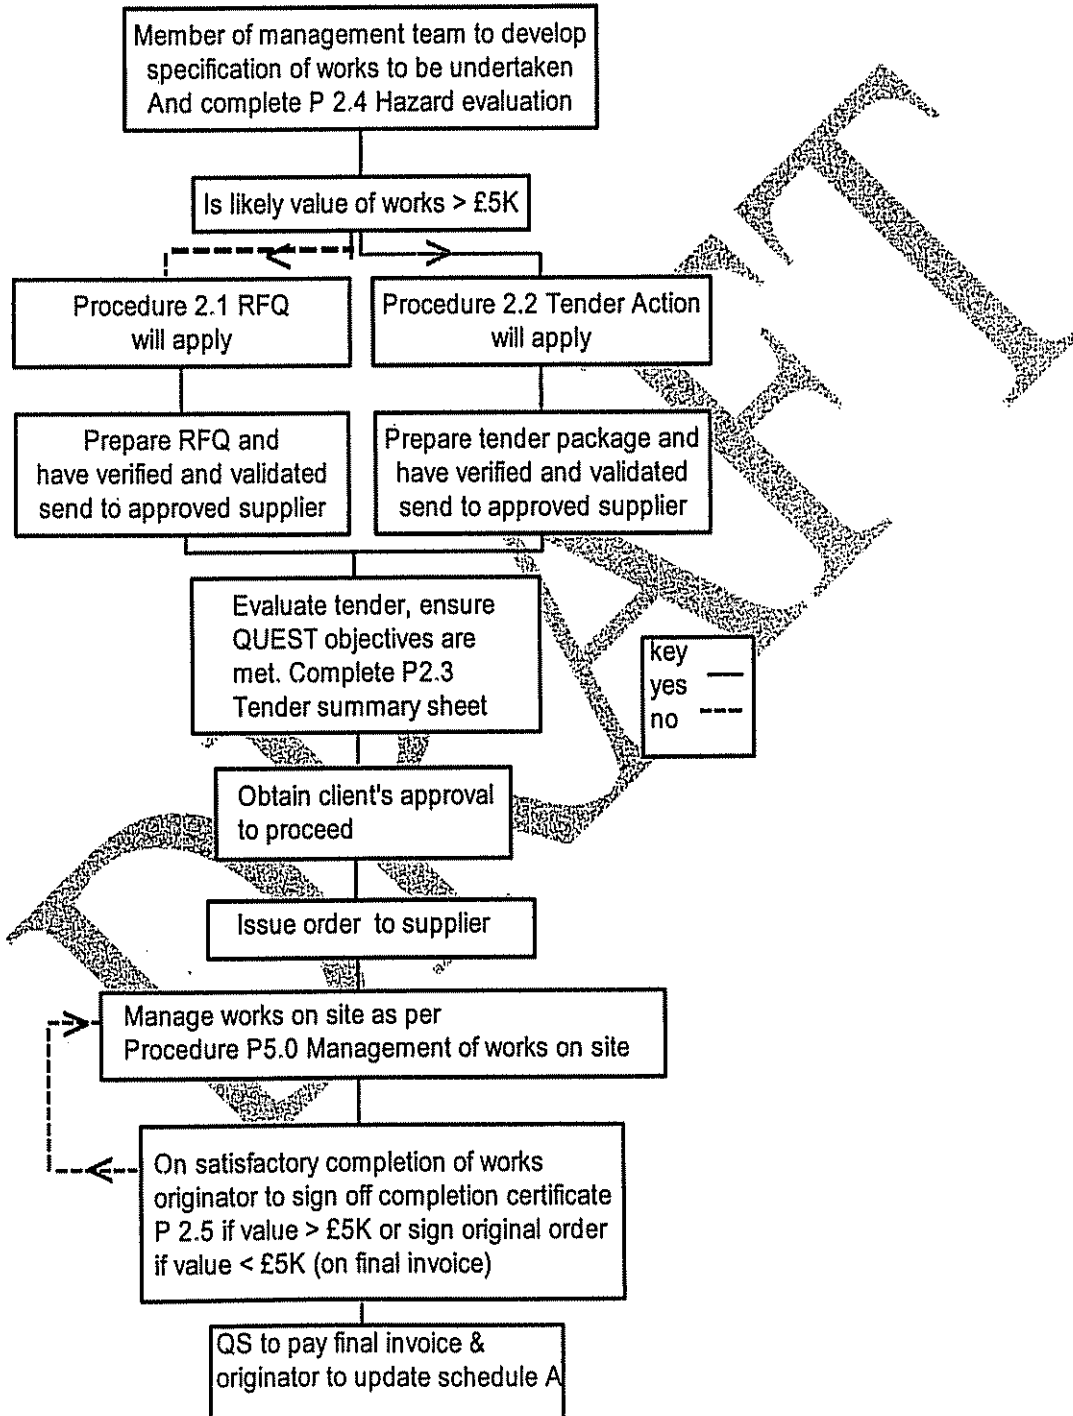 Member of management team to develop
specification of works to be undertaken
And complete P 2.4 Hazard evaluation
Is likely value of works > £5K
Procedure 2.1 RFQ
will apply
Procedure 2.2 Tender Action
will apply
Prepare RFQ and
have verified and validated
send to approved supplier
Prepare tender package and
have verified and validated
send to approved supplier
Evaluate tender, ensure
QUEST objectives are
met. Complete P2.3
Tender summary sheet
key
yes
no
Obtain client's approval
to proceed
Issue order to supplier
Manage works on site as per
Procedure P5.0 Management of works on site
On satisfactory completion of works
originator to sign off completion certificate
P 2.5 if value > £5K or sign original order
if value < £5K (on final invoice)
QS to pay final invoice &
originator to update schedule A
DRAFT